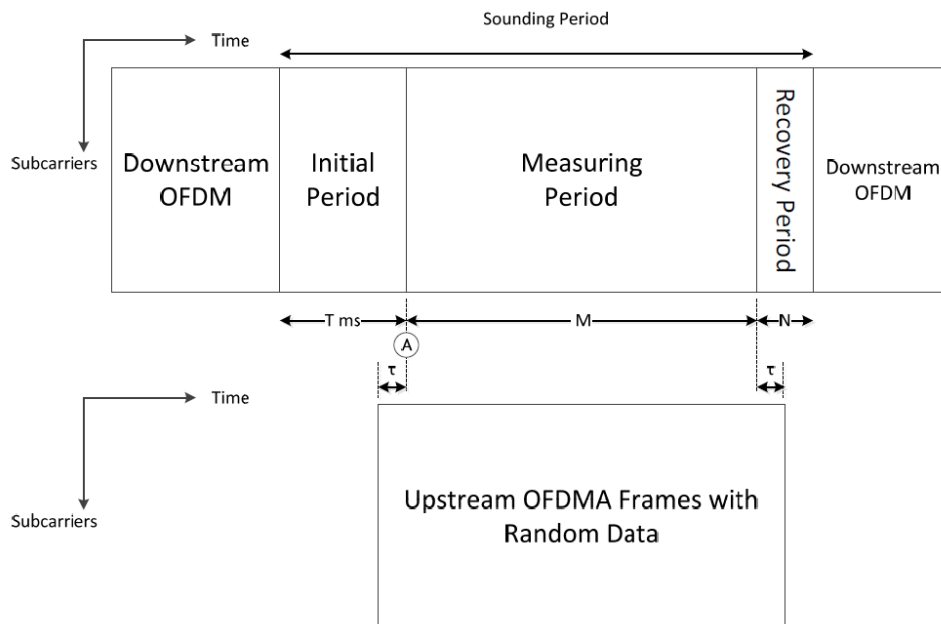 Sounding Period
Time
Subcarriers
Downstream
OFDM
Initial
Period
Measuring
Period
Recovery Period
Downstream
OFDM
T ms
M
N
A
τ
τ
Time
Subcarriers
Upstream OFDMA Frames with
Random Data